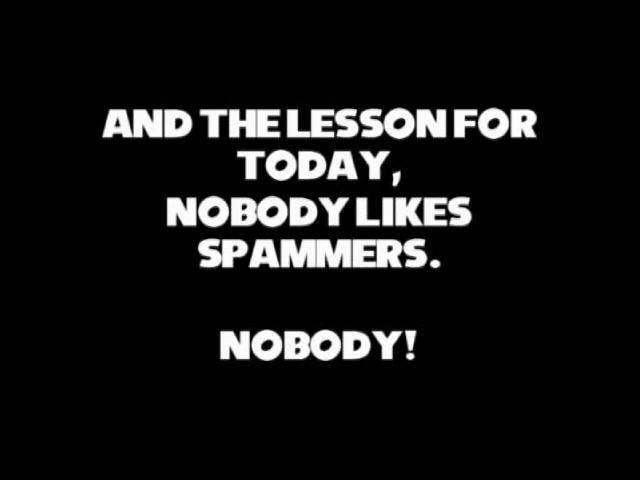 AND THE LESSON FOR
TODAY,
NOBODY LIKES
SPAMMERS.
NOBODY!